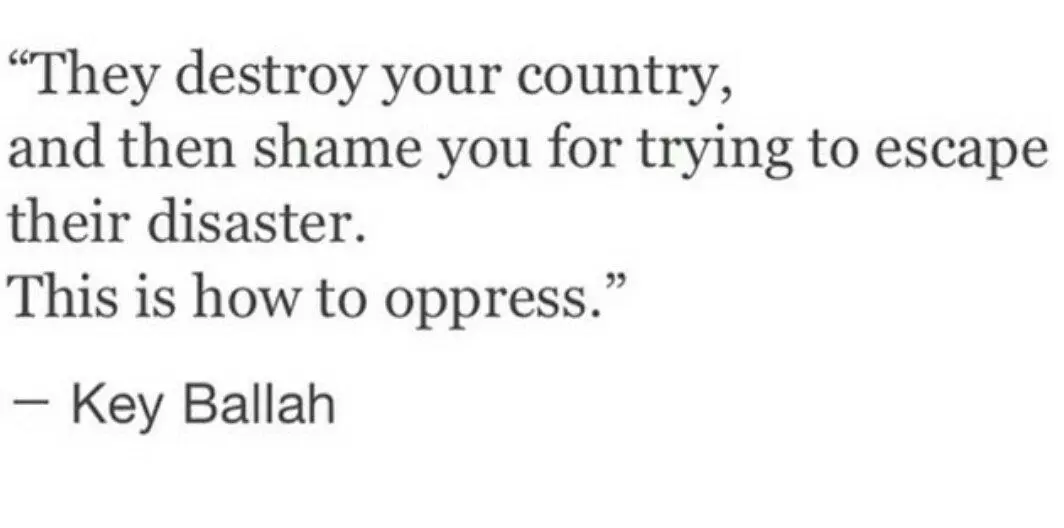 “They destroy your country,
and then shame you for trying to escape
their disaster.
This is how to oppress.”
— Key Ballah